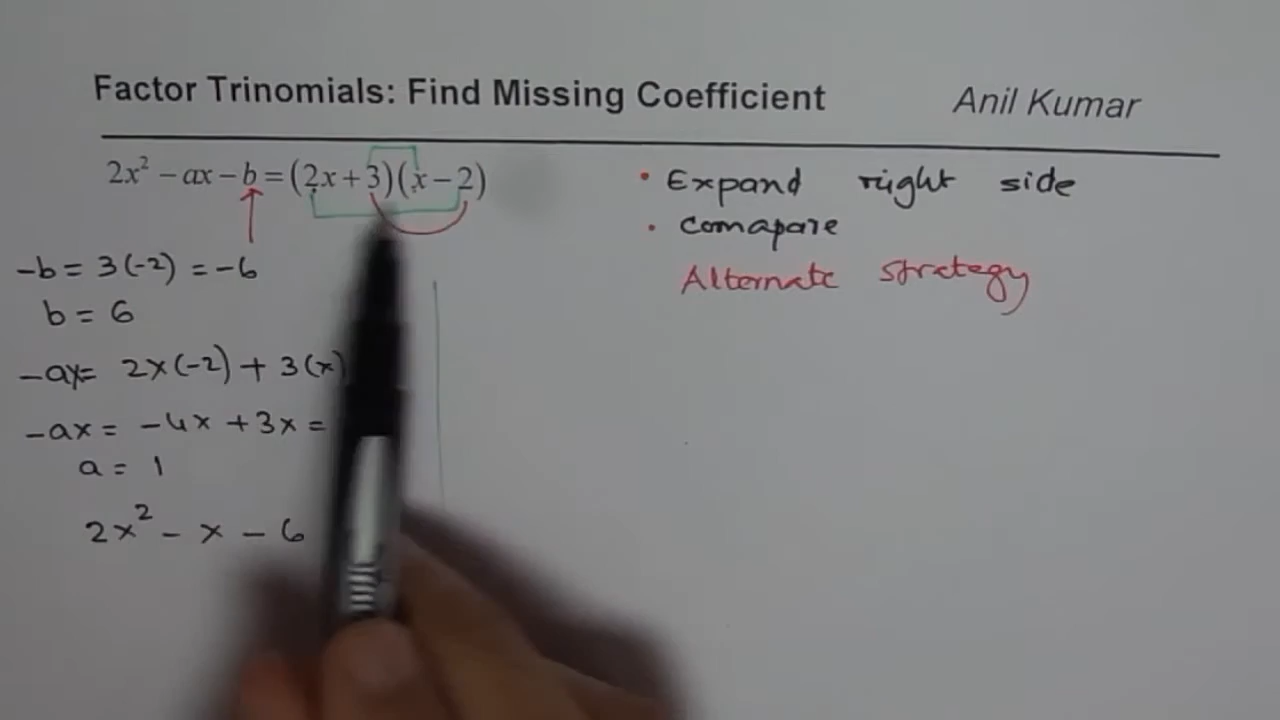 Factor Trinomials: Find Missing Coefficient
Anil Kumar
2x² − ax − b = (2x + 3)(x − 2)
• Expand right side
• comapare
Alternate strategy
-b = 3(-2) = -6
b = 6
-ax = 2x(-2) + 3(x)
-ax = -4x + 3x =
a = 1
2x² - x - 6